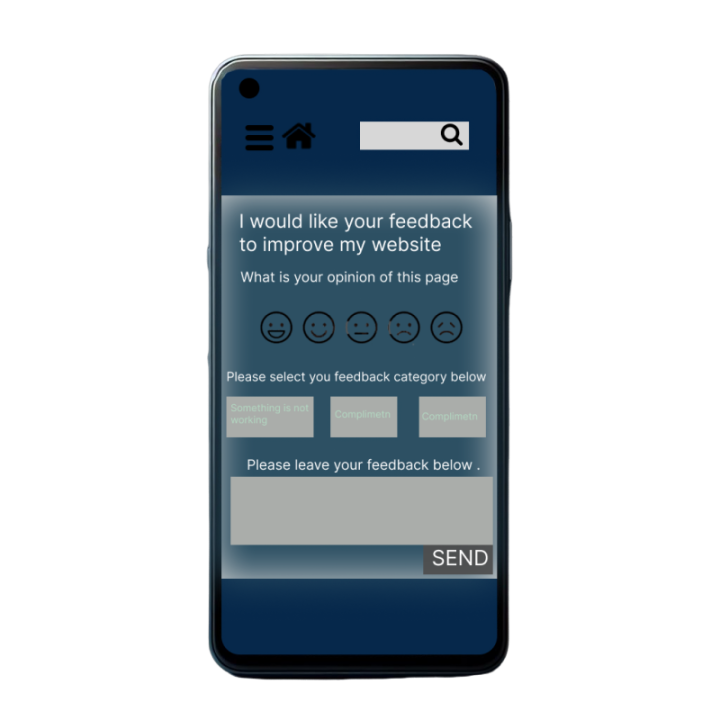 I would like your feedback
to improve my website
What is your opinion of this page
Please select you feedback category below
Something is not
working
Complimetn
Complimetn
Please leave your feedback below .
SEND